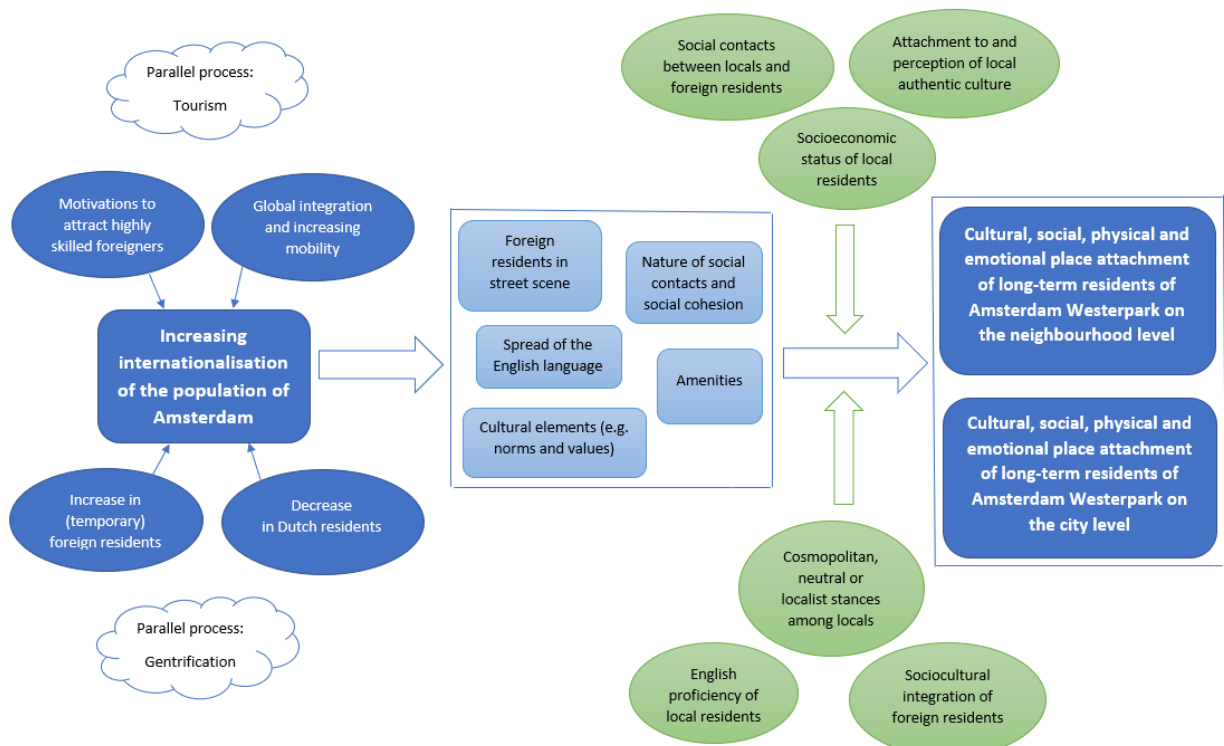 Parallel process:
Tourism
Motivations to
attract highly
skilled foreigners
Global integration
and increasing
mobility
Increasing
internationalisation
of the population of
Amsterdam
Increase in
(temporary)
foreign residents
Decrease
in Dutch residents
Parallel process:
Gentrification
Foreign
residents in
street scene
Nature of social
contacts and
social cohesion
Spread of the
English language
Amenities
Cultural elements (e.g.
norms and values)
Social contacts
between locals and
foreign residents
Attachment to and
perception of local
authentic culture
Socioeconomic
status of local
residents
Cosmopolitan,
neutral or
localist stances
among locals
English
proficiency of
local residents
Sociocultural
integration of
foreign residents
Cultural, social, physical and
emotional place attachment
of long-term residents of
Amsterdam Westerpark on
the neighbourhood level
Cultural, social, physical and
emotional place attachment
of long-term residents of
Amsterdam Westerpark on
the city level